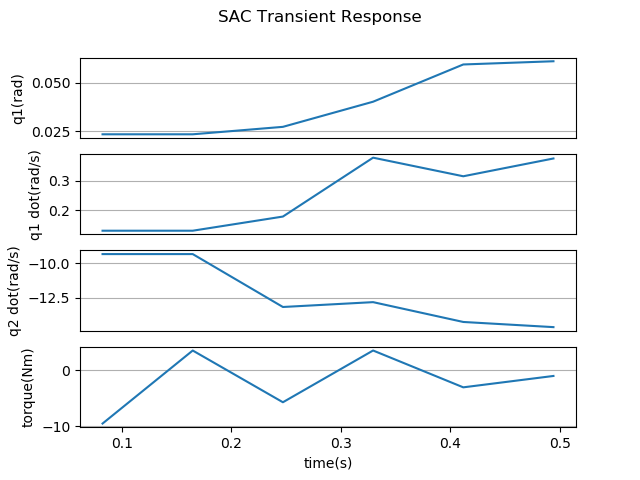 SAC Transient Response
q1(rad)
0.050
0.025
q1 dot(rad/s)
0.3
0.2
q2 dot(rad/s)
−10.0
−12.5
torque(Nm)
0
−10
0.1 0.2 0.3 0.4 0.5
time(s)